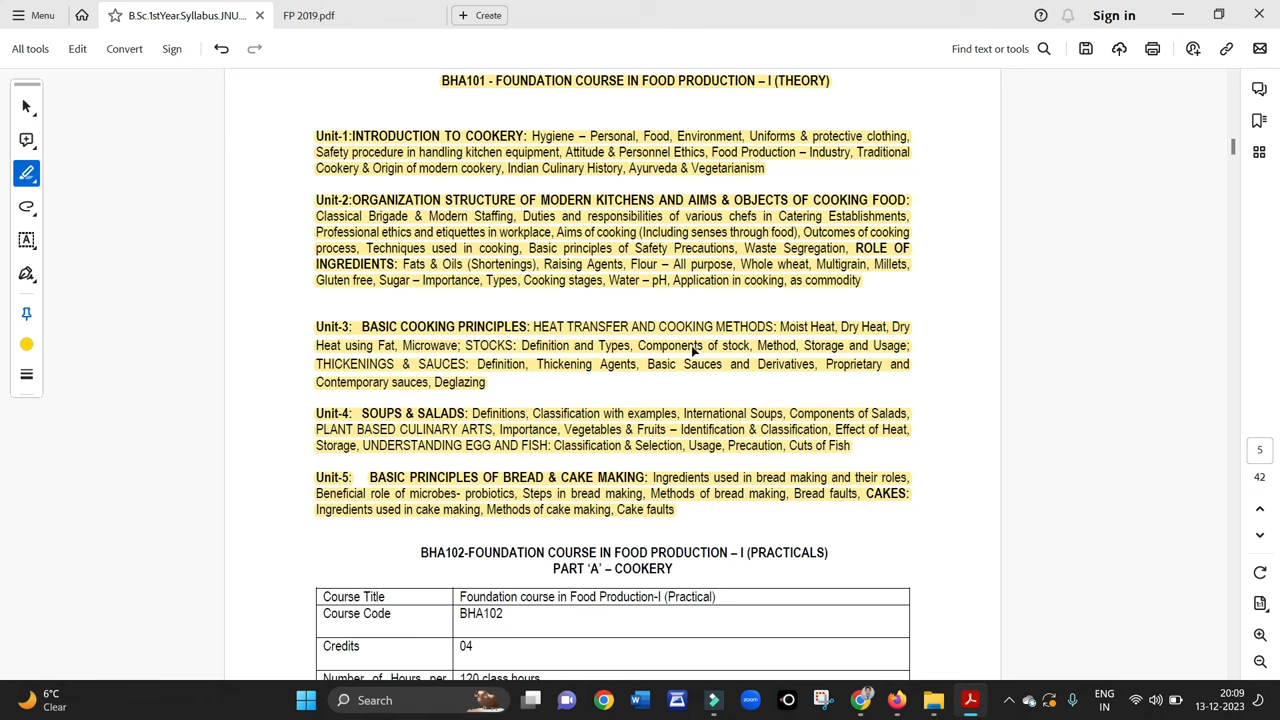 Menu
B.Sc.1stYear.Syllabus.JNU....
FP 2019.pdf
Create
Sign in
All tools
Edit
Convert
Sign
Find text or tools
BHA101 - FOUNDATION COURSE IN FOOD PRODUCTION – I (THEORY)
Unit-1:INTRODUCTION TO COOKERY: Hygiene – Personal, Food, Environment, Uniforms & protective clothing,
Safety procedure in handling kitchen equipment, Attitude & Personnel Ethics, Food Production – Industry, Traditional
Cookery & Origin of modern cookery, Indian Culinary History, Ayurveda & Vegetarianism
Unit-2:ORGANIZATION STRUCTURE OF MODERN KITCHENS AND AIMS & OBJECTS OF COOKING FOOD:
Classical Brigade & Modern Staffing, Duties and responsibilities of various chefs in Catering Establishments,
Professional ethics and etiquettes in workplace, Aims of cooking (Including senses through food), Outcomes of cooking
process, Techniques used in cooking, Basic principles of Safety Precautions, Waste Segregation, ROLE OF
INGREDIENTS: Fats & Oils (Shortenings), Raising Agents, Flour – All purpose, Whole wheat, Multigrain, Millets,
Gluten free, Sugar – Importance, Types, Cooking stages, Water – pH, Application in cooking, as commodity
Unit-3: BASIC COOKING PRINCIPLES: HEAT TRANSFER AND COOKING METHODS: Moist Heat, Dry Heat, Dry
Heat using Fat, Microwave; STOCKS: Definition and Types, Components of stock, Method, Storage and Usage;
THICKENINGS & SAUCES: Definition, Thickening Agents, Basic Sauces and Derivatives, Proprietary and
Contemporary sauces, Deglazing
Unit-4: SOUPS & SALADS: Definitions, Classification with examples, International Soups, Components of Salads,
PLANT BASED CULINARY ARTS, Importance, Vegetables & Fruits – Identification & Classification, Effect of Heat,
Storage, UNDERSTANDING EGG AND FISH: Classification & Selection, Usage, Precaution, Cuts of Fish
Unit-5: BASIC PRINCIPLES OF BREAD & CAKE MAKING: Ingredients used in bread making and their roles,
Beneficial role of microbes- probiotics, Steps in bread making, Methods of bread making, Bread faults, CAKES:
Ingredients used in cake making, Methods of cake making, Cake faults
BHA102-FOUNDATION COURSE IN FOOD PRODUCTION – I (PRACTICALS)
PART ‘A’ – COOKERY
Course Title Foundation course in Food Production-I (Practical)
Course Code BHA102
Credits 04
Number of Hours per 120 class hours
5
42
6°C
Clear
Search
zoom
ENG
IN
20:09
13-12-2023